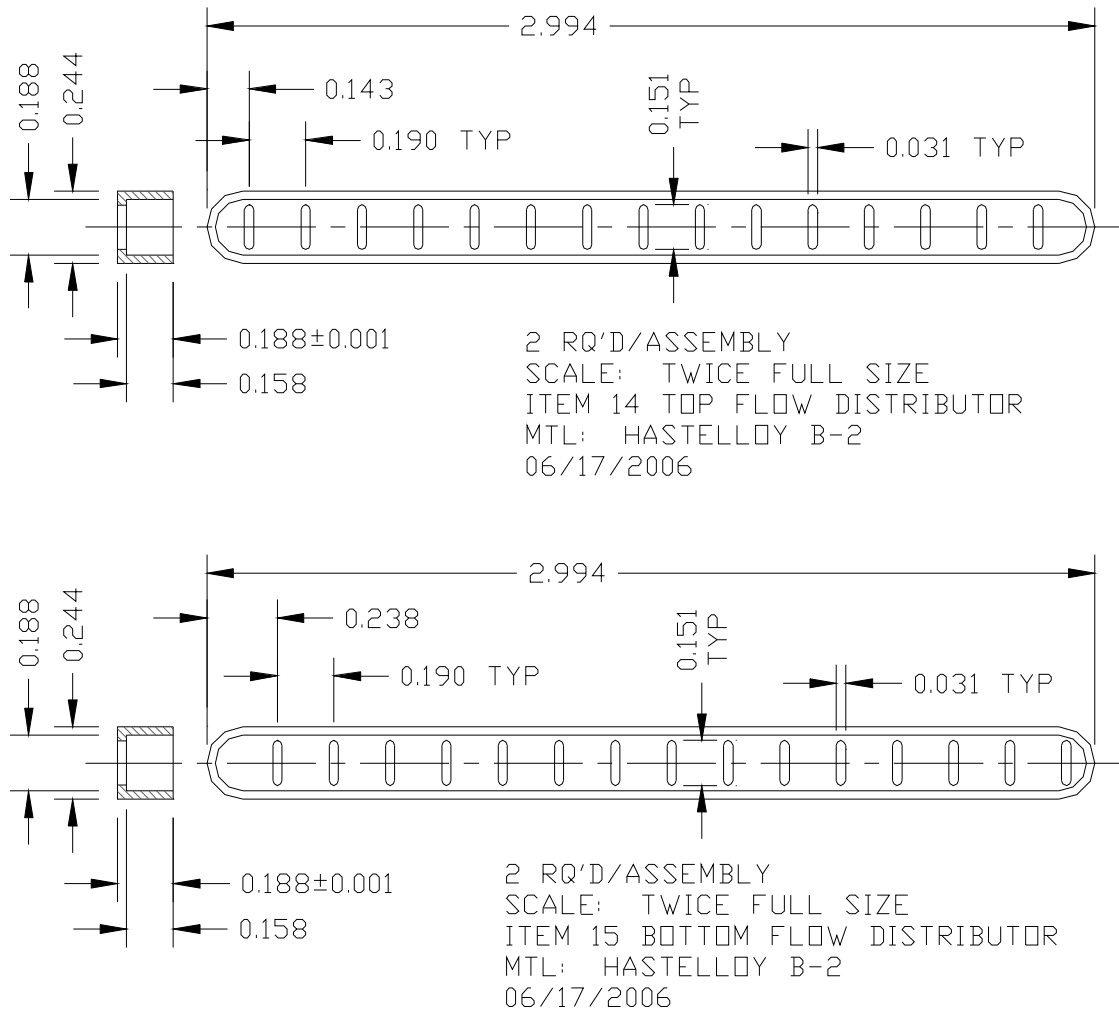 2.994
0.188
0.244
0.143
0.190 TYP
0.151
TYP
0.031 TYP
0.188±0.001
0.158
2 RQ'D/ASSEMBLY
SCALE: TWICE FULL SIZE
ITEM 14 TOP FLOW DISTRIBUTOR
MTL: HASTELLOY B-2
06/17/2006
2.994
0.188
0.244
0.238
0.190 TYP
0.151
TYP
0.031 TYP
0.188±0.001
0.158
2 RQ'D/ASSEMBLY
SCALE: TWICE FULL SIZE
ITEM 15 BOTTOM FLOW DISTRIBUTOR
MTL: HASTELLOY B-2
06/17/2006